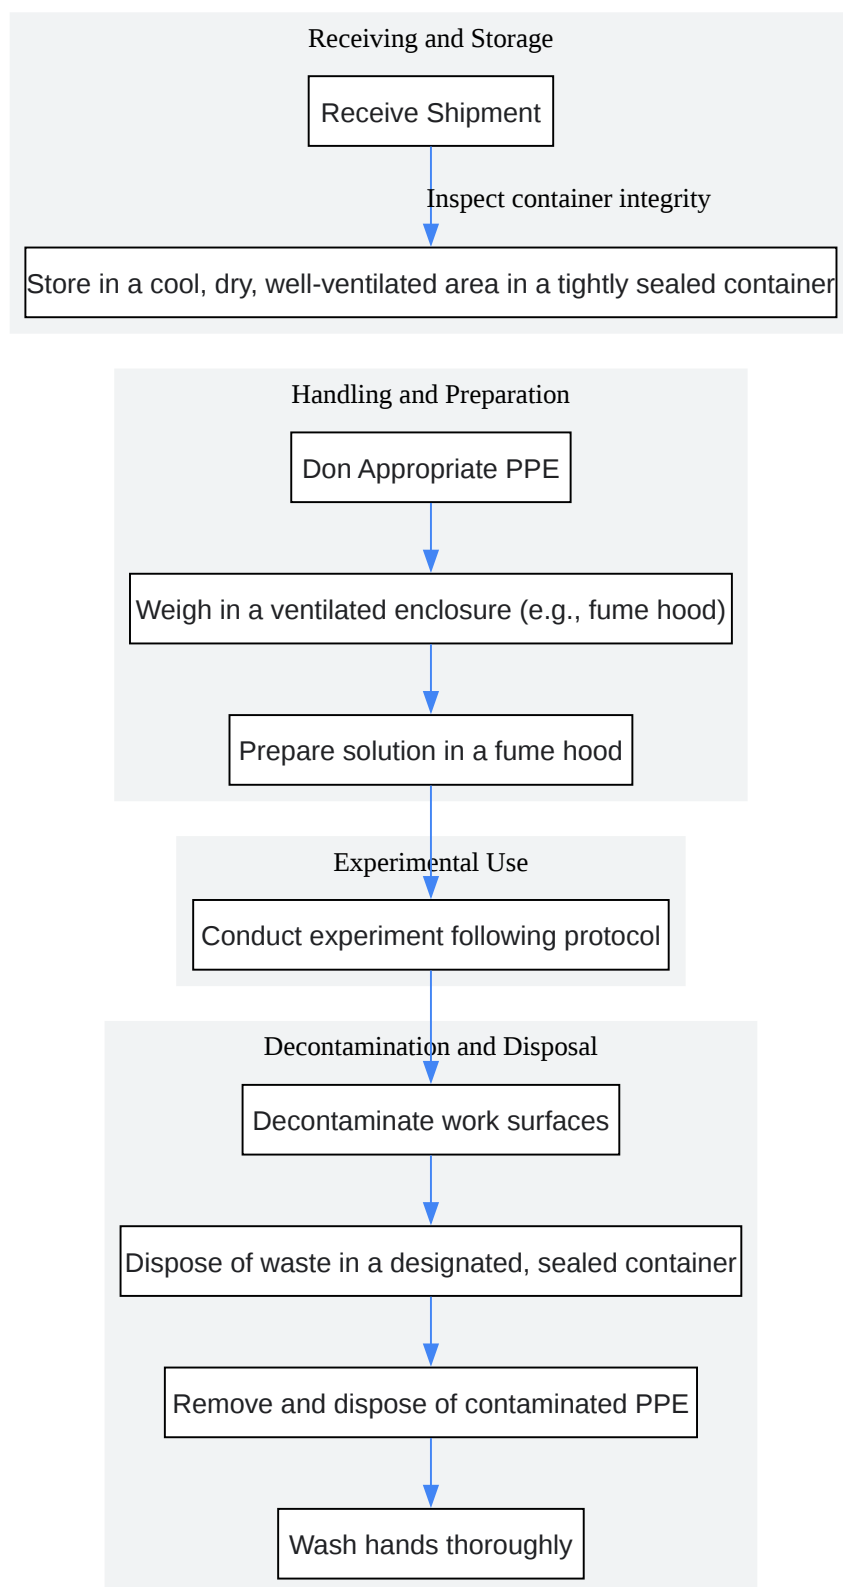 Receiving and Storage
Receive Shipment
Inspect container integrity
Store in a cool, dry, well-ventilated area in a tightly sealed container
Handling and Preparation
Don Appropriate PPE
Weigh in a ventilated enclosure (e.g., fume hood)
Prepare solution in a fume hood
Experimental Use
Conduct experiment following protocol
Decontamination and Disposal
Decontaminate work surfaces
Dispose of waste in a designated, sealed container
Remove and dispose of contaminated PPE
Wash hands thoroughly